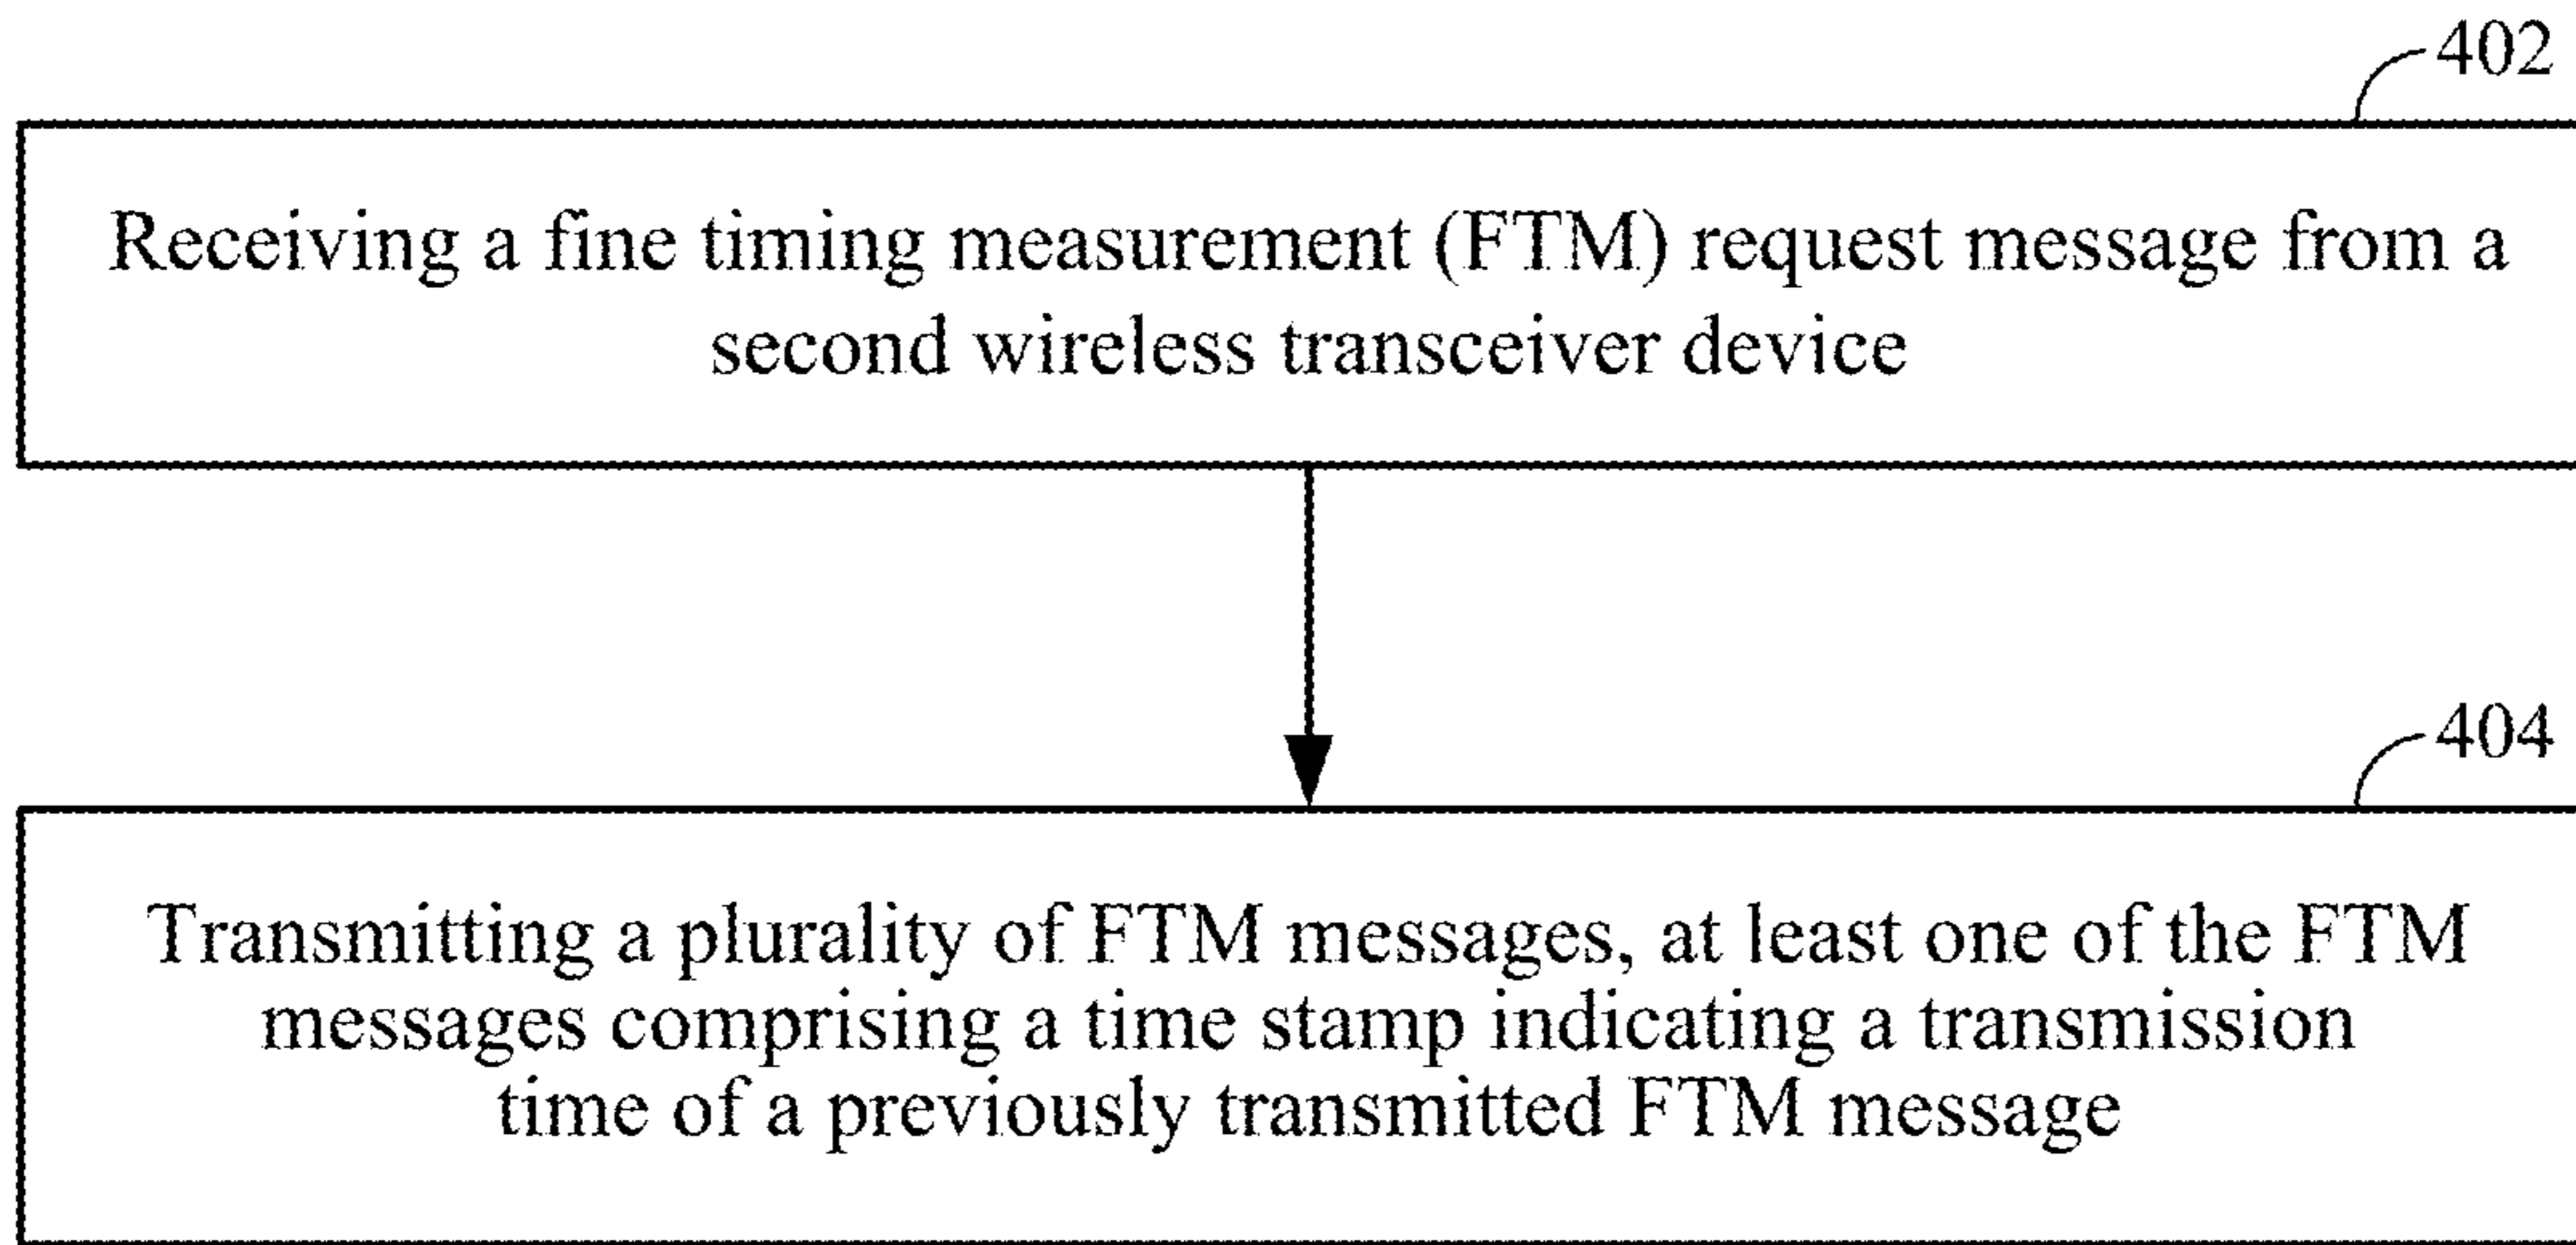 402
Receiving a fine timing measurement (FTM) request message from a
second wireless transceiver device
404
Transmitting a plurality of FTM messages, at least one of the FTM
messages comprising a time stamp indicating a transmission
time of a previously transmitted FTM message